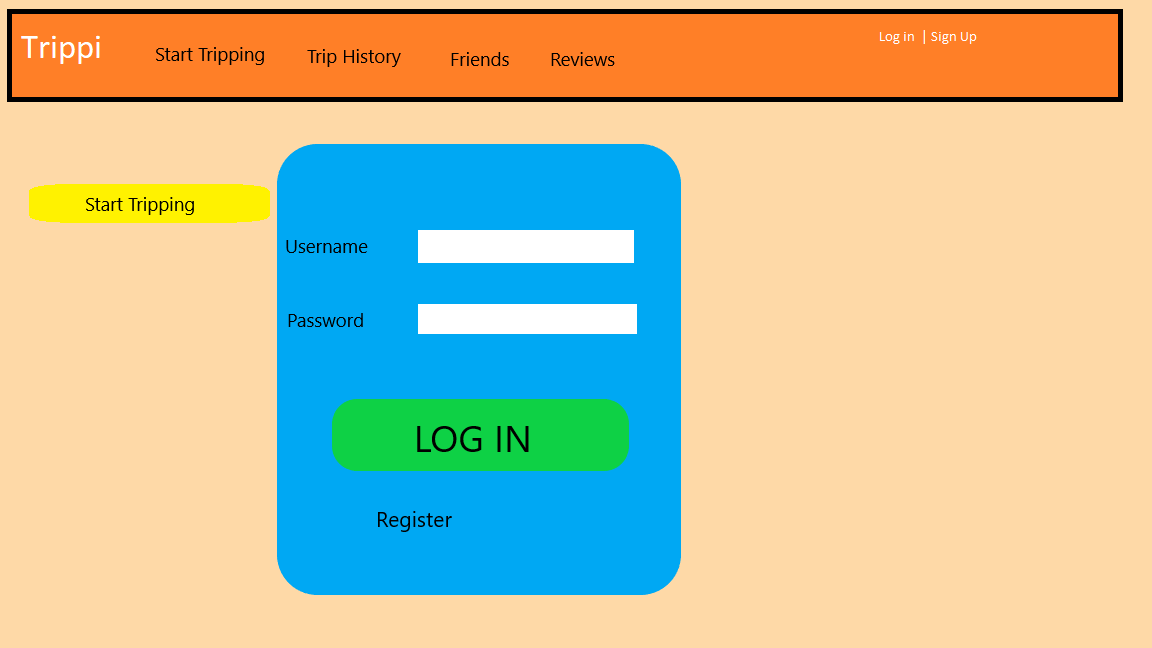 Trippi Start Tripping Trip History Friends Reviews Log in | Sign Up
Start Tripping
Username
Password
LOG IN
Register